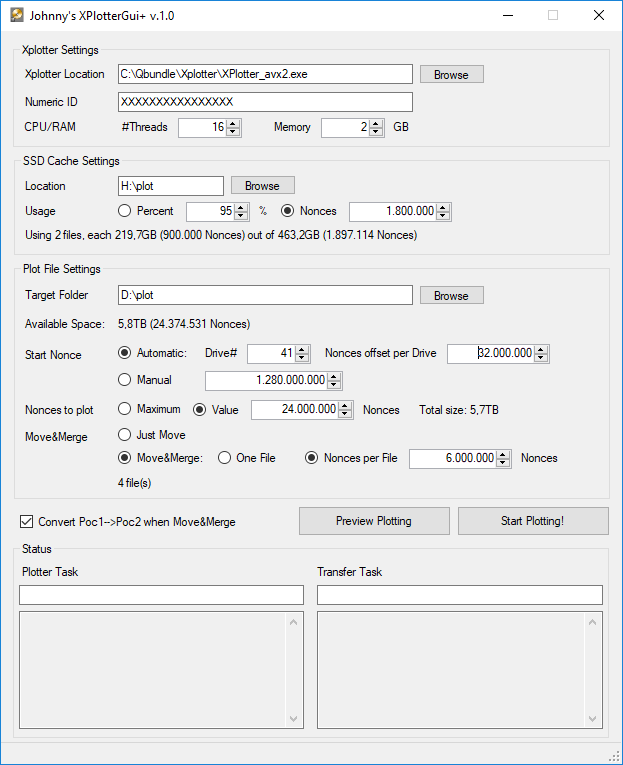 Johnny's XPlotterGui+ v.1.0
Xplotter Settings
Xplotter Location C:\Qbundle\Xplotter\XPlotter_avx2.exe Browse
Numeric ID XXXXXXXXXXXXXXXX
CPU/RAM #Threads 16 Memory 2 GB
SSD Cache Settings
Location H:\plot Browse
Usage Percent 95 % Nonces 1.800.000
Using 2 files, each 219,7GB (900.000 Nonces) out of 463,2GB (1.897.114 Nonces)
Plot File Settings
Target Folder D:\plot Browse
Available Space: 5,8TB (24.374.531 Nonces)
Start Nonce Automatic: Drive# 41 Nonces offset per Drive 32.000.000
Manual 1.280.000.000
Nonces to plot Maximum Value 24.000.000 Nonces Total size: 5,7TB
Move&Merge Just Move
Move&Merge: One File Nonces per File 6.000.000 Nonces
4 file(s)
Convert Poc1-->Poc2 when Move&Merge Preview Plotting Start Plotting!
Status
Plotter Task Transfer Task